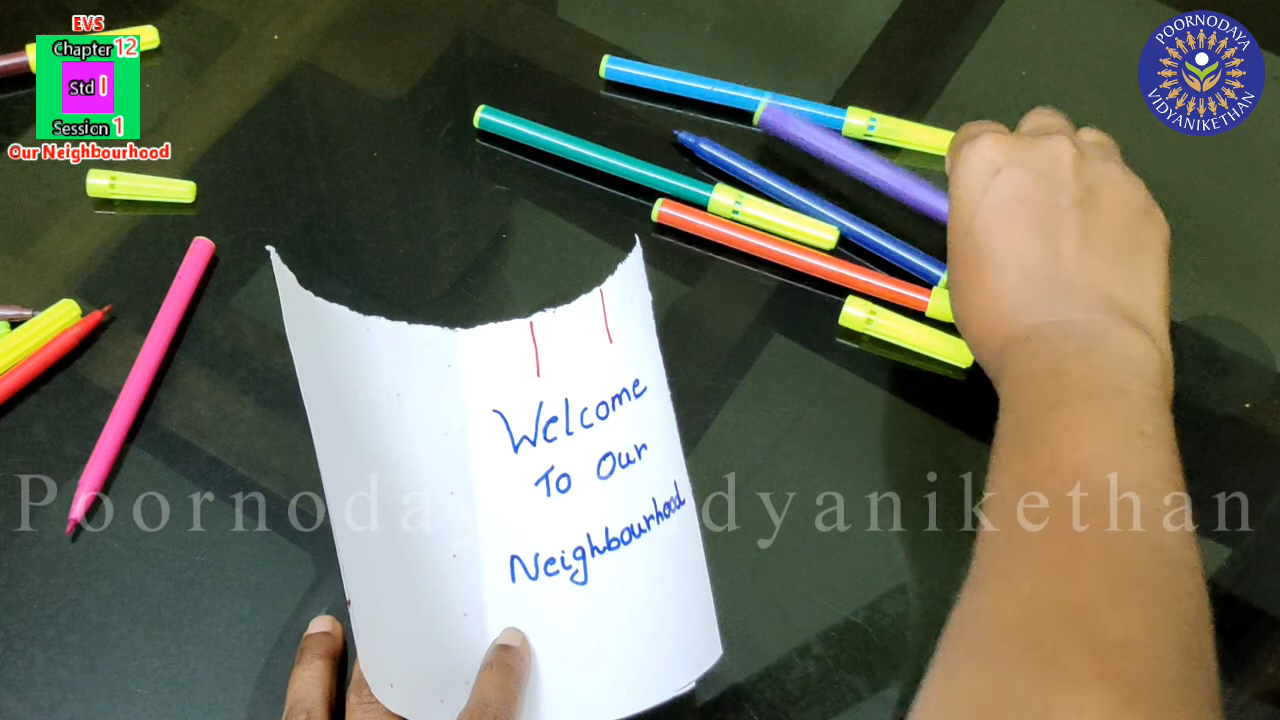 EVS
Chapter 12
Std I
Session 1
Our Neighbourhood
POORNODAYA
VIDYANIKETHAN
Welcome
To Our
Neighbourhood
Poornoda dyanikethan